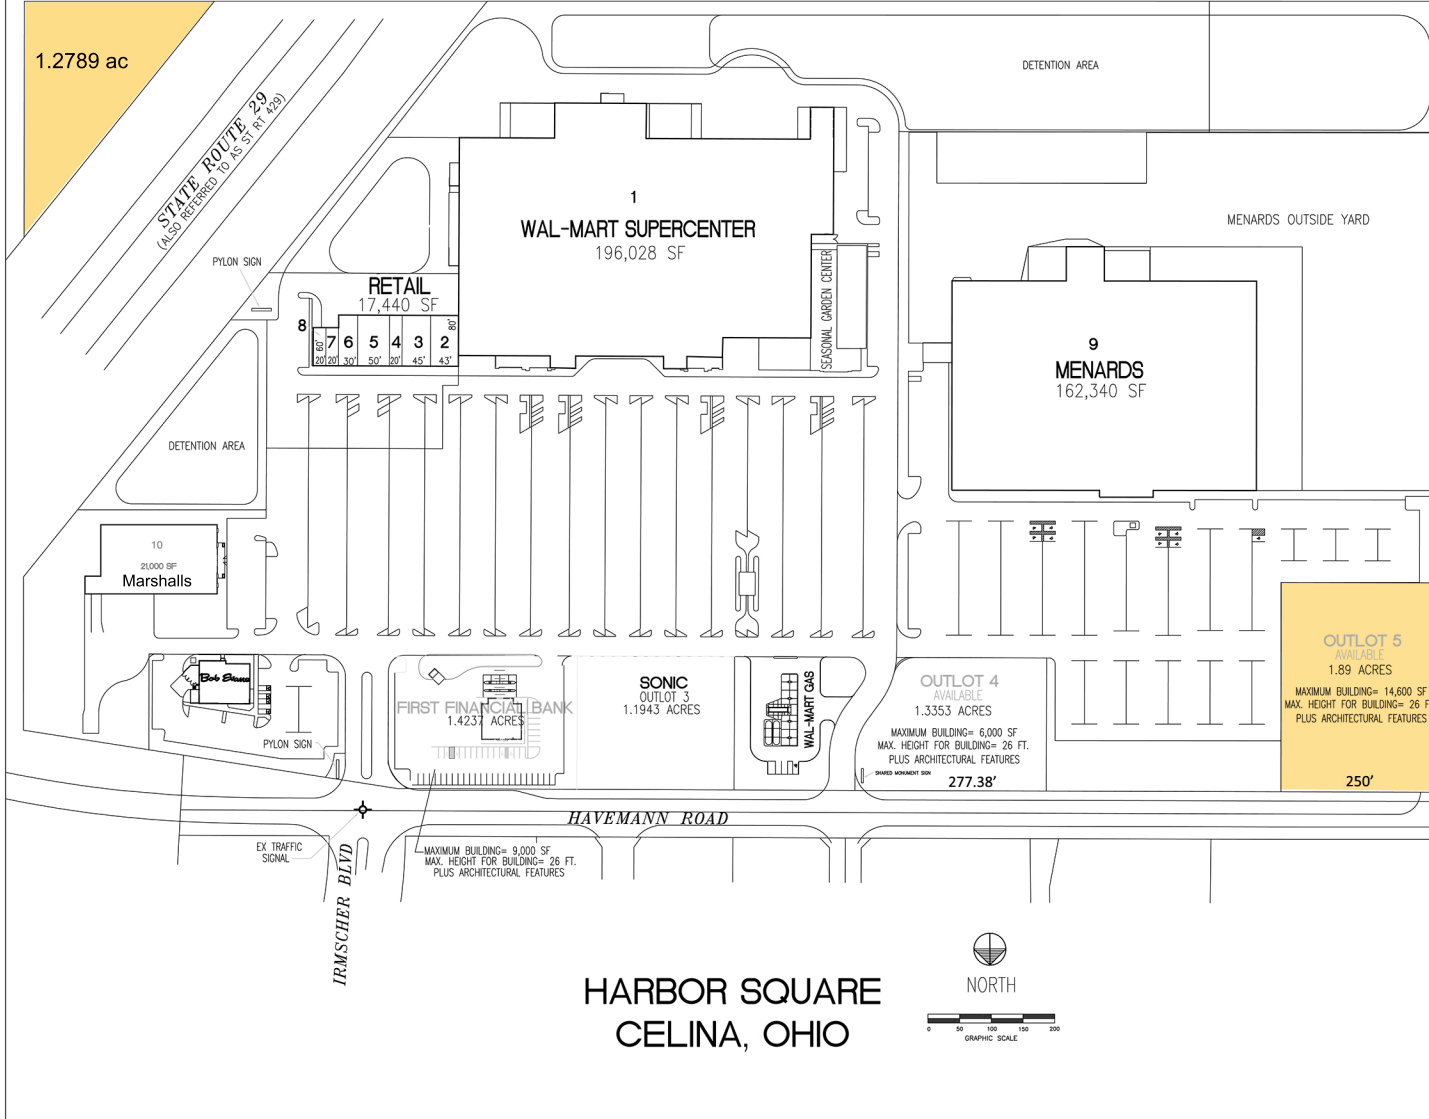 1.2789 ac
STATE ROUTE 29
(ALSO REFERRED TO AS ST RT 429)
DETENTION AREA
1
WAL-MART SUPERCENTER
196,028 SF
MENARDS OUTSIDE YARD
PYLON SIGN
RETAIL
17,440 SF
SEASONAL GARDEN CENTER
8
7
6
5
4
3
2
80'
60'
20'
20'
30'
50'
20'
45'
43'
9
MENARDS
162,340 SF
DETENTION AREA
10
21,000 SF
Marshalls
Bob Evans
PYLON SIGN
FIRST FINANCIAL BANK
1.4237 ACRES
SONIC
OUTLOT 3
1.1943 ACRES
WAL-MART GAS
OUTLOT 4
AVAILABLE
1.3353 ACRES
MAXIMUM BUILDING= 6,000 SF
MAX. HEIGHT FOR BUILDING= 26 FT.
PLUS ARCHITECTURAL FEATURES
SHARED MONUMENT SIGN
277.38'
OUTLOT 5
AVAILABLE
1.89 ACRES
MAXIMUM BUILDING= 14,600 SF
MAX. HEIGHT FOR BUILDING= 26 F
PLUS ARCHITECTURAL FEATURES
250'
HAVEMANN ROAD
EX TRAFFIC
SIGNAL
IRMSCHER BLVD
MAXIMUM BUILDING= 9,000 SF
MAX. HEIGHT FOR BUILDING= 26 FT.
PLUS ARCHITECTURAL FEATURES
NORTH
HARBOR SQUARE
CELINA, OHIO
0 50 100 150 200
GRAPHIC SCALE